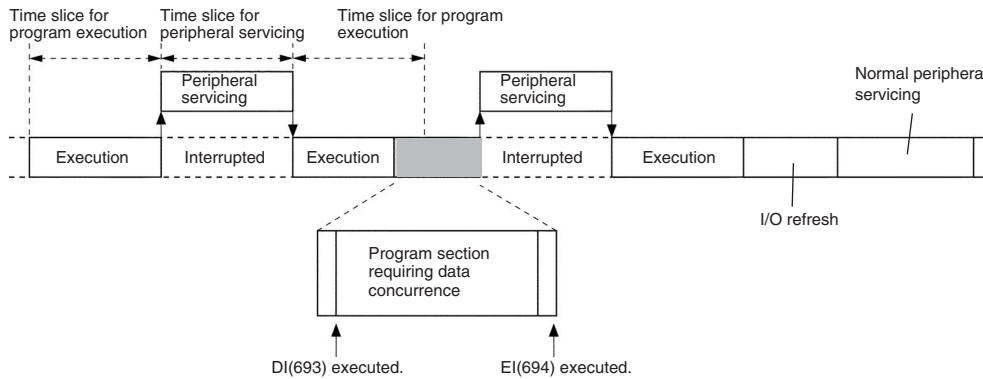 Time slice for
program execution
Time slice for
peripheral servicing
Time slice for program
execution
Peripheral
servicing
Peripheral
servicing
Normal periphera
servicing
Execution
Interrupted
Execution
Interrupted
Execution
I/O refresh
Program section
requiring data
concurrence
DI(693) executed.
EI(694) executed.